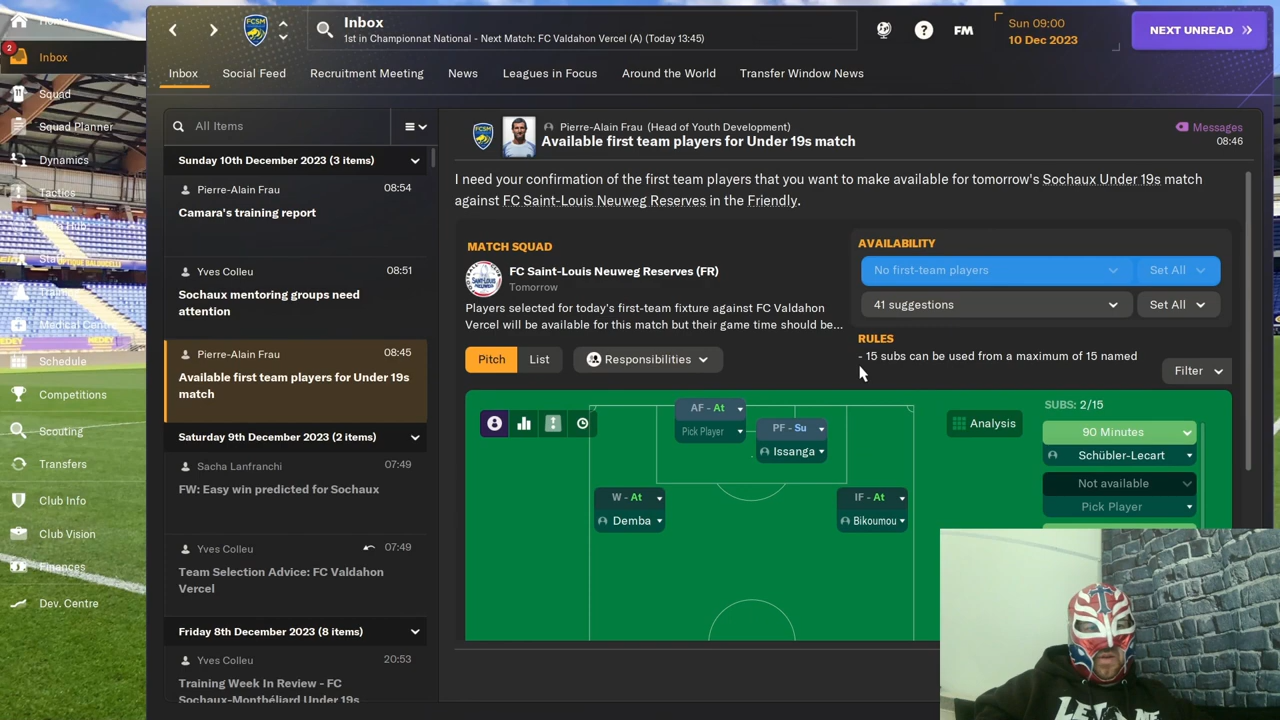 Inbox
1st in Championnat National - Next Match: FC Valdahon Vercel (A) (Today 13:45)
FCSM
?
FM
Sun 09:00
10 Dec 2023
NEXT UNREAD
2
Inbox
Squad
Squad Planner
Dynamics
Tactics
Medical Cent
Schedule
Competitions
Scouting
Transfers
Club Info
Club Vision
Finances
Dev. Centre
Inbox
Social Feed
Recruitment Meeting
News
Leagues in Focus
Around the World
Transfer Window News
All Items
Sunday 10th December 2023 (3 items)
Pierre-Alain Frau
08:54
Camara's training report
Yves Colleu
08:51
Sochaux mentoring groups need
attention
Pierre-Alain Frau
08:45
Available first team players for Under 19s
match
Saturday 9th December 2023 (2 items)
Sacha Lanfranchi
07:49
FW: Easy win predicted for Sochaux
Yves Colleu
07:49
Team Selection Advice: FC Valdahon
Vercel
Friday 8th December 2023 (8 items)
Yves Colleu
20:53
Training Week In Review - FC
Sochaux-Montbéliard Under 19s
Pierre-Alain Frau (Head of Youth Development)
Available first team players for Under 19s match
Messages
08:46
I need your confirmation of the first team players that you want to make available for tomorrow's Sochaux Under 19s match
against FC Saint-Louis Neuweg Reserves in the Friendly.
MATCH SQUAD
FC Saint-Louis Neuweg Reserves (FR)
Tomorrow
Players selected for today's first-team fixture against FC Valdahon
Vercel will be available for this match but their game time should be...
AVAILABILITY
No first-team players
Set All
41 suggestions
Set All
RULES
- 15 subs can be used from a maximum of 15 named
Pitch
List
Responsibilities
Filter
AF - At
Pick Player
PF - Su
Issanga
W - At
Demba
IF - At
Bikoumou
Analysis
SUBS: 2/15
90 Minutes
Schübler-Lecart
Not available
Pick Player